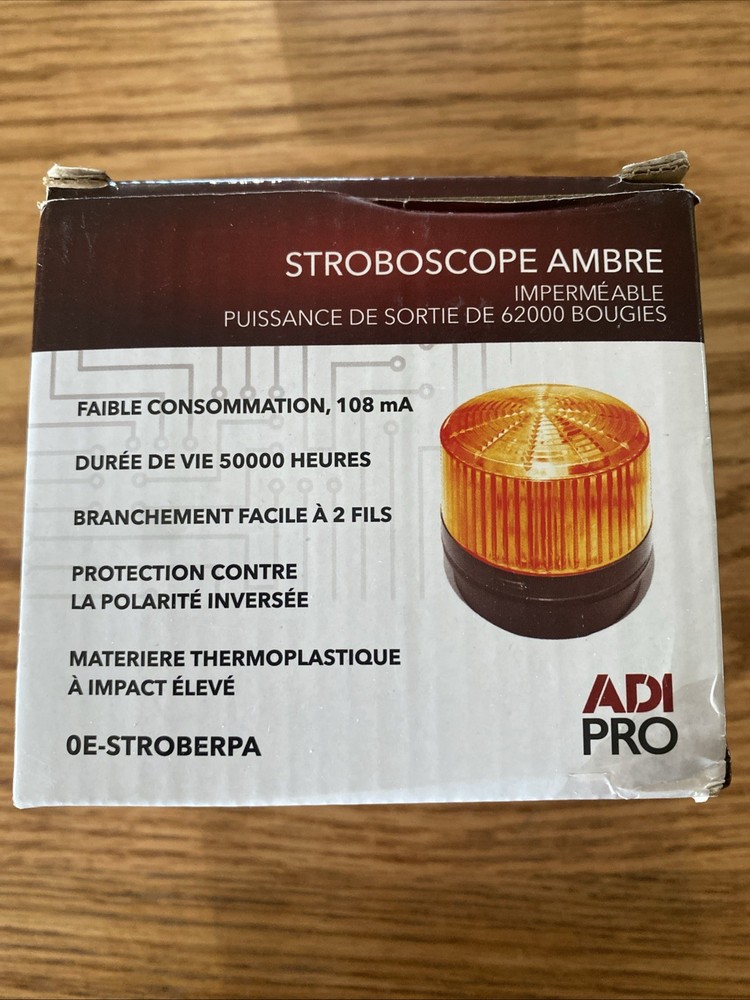 STROBOSCOPE AMBRE
IMPERMÉABLE
PUISSANCE DE SORTIE DE 62000 BOUGIES
FAIBLE CONSOMMATION, 108 mA
DURÉE DE VIE 50000 HEURES
BRANCHEMENT FACILE À 2 FILS
PROTECTION CONTRE
LA POLARITÉ INVERSÉE
MATERIERE THERMOPLASTIQUE
À IMPACT ÉLEVÉ
0E-STROBERPA
ADI
PRO